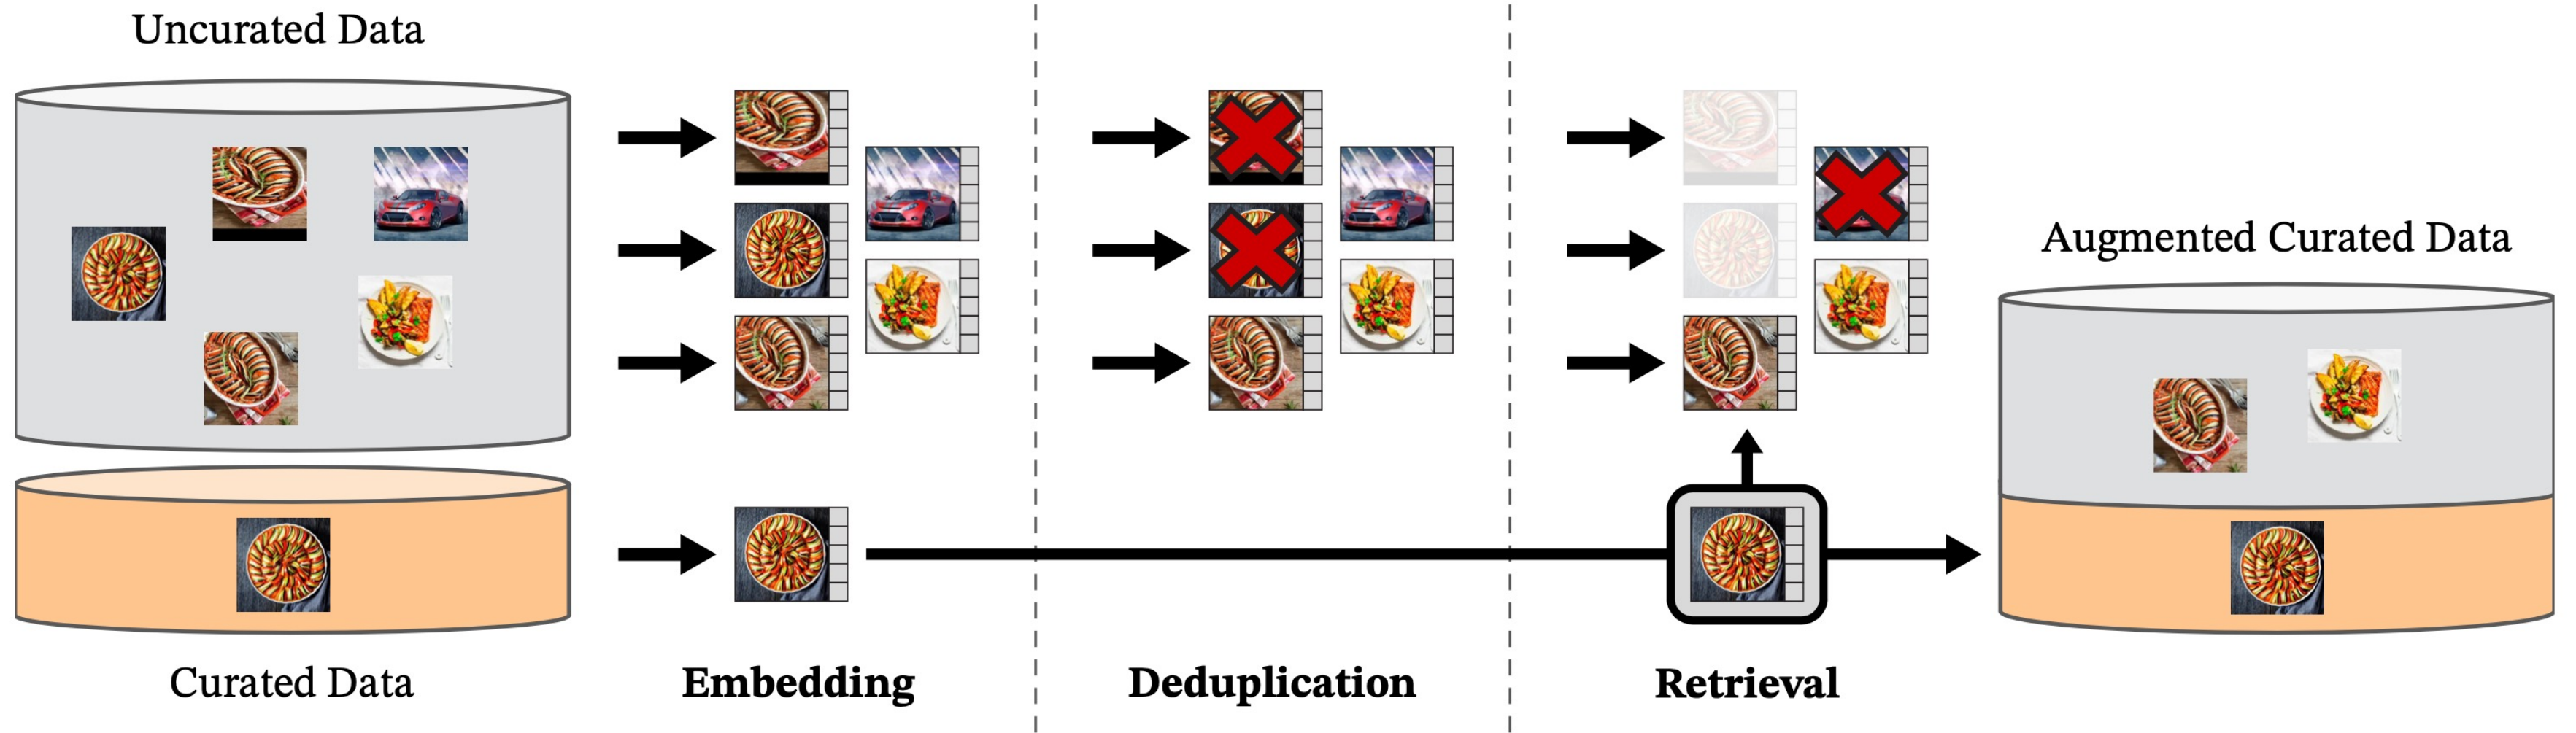 Uncurated Data
Augmented Curated Data
Curated Data
Embedding
Deduplication
Retrieval